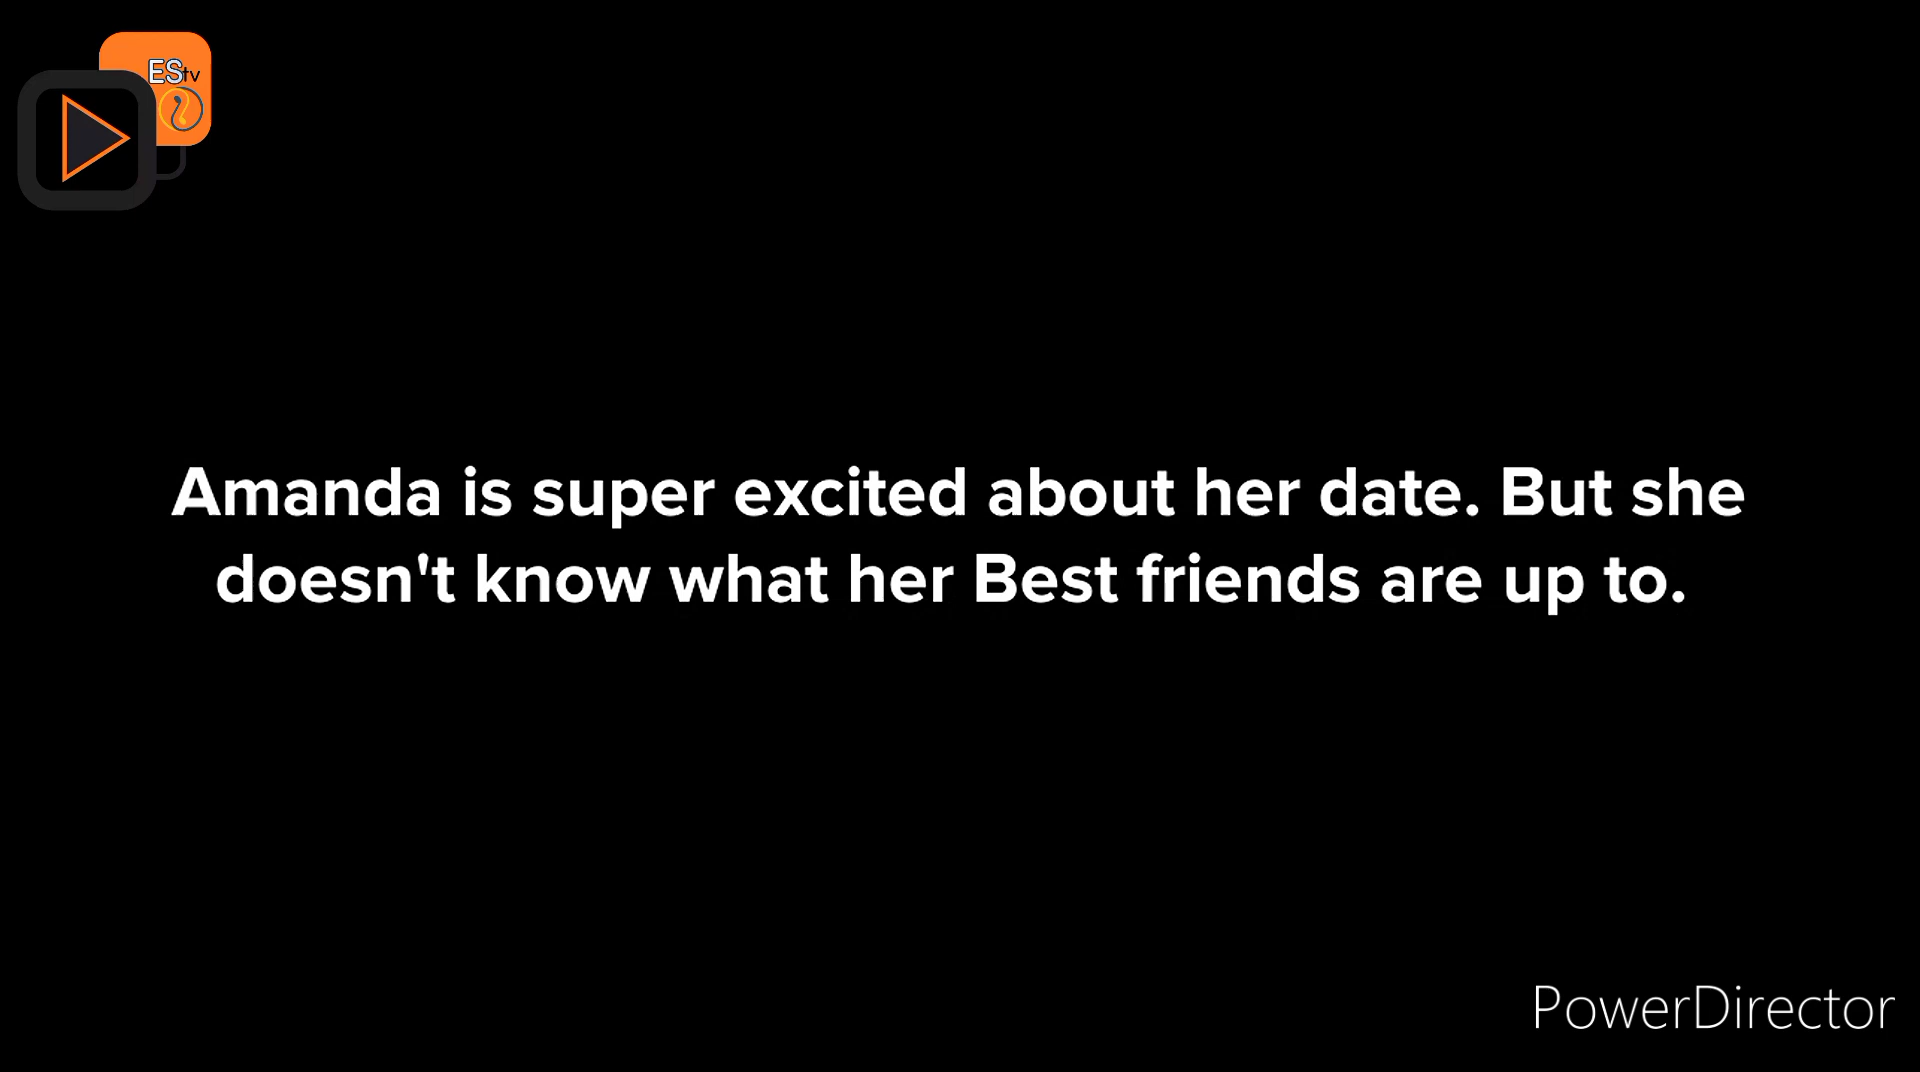 EStv
Amanda is super excited about her date. But she
doesn't know what her Best friends are up to.
PowerDirector